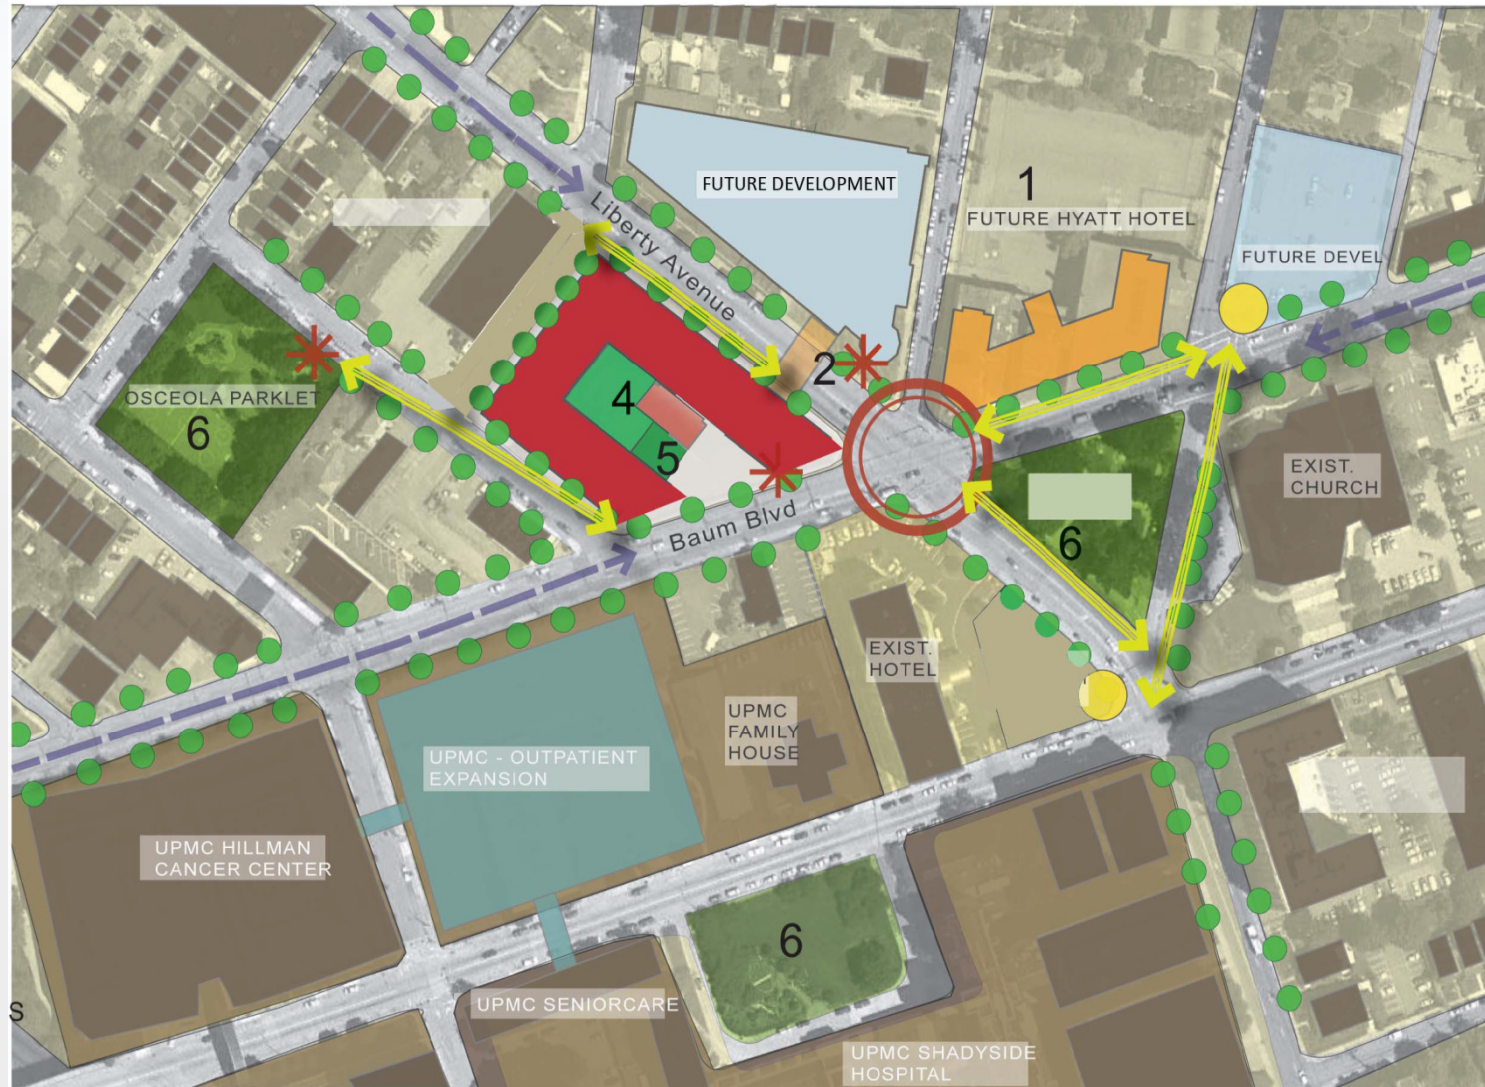 FUTURE DEVELOPMENT
1
FUTURE HYATT HOTEL
Liberty Avenue
FUTURE DEVEL
2
OSCEOLA PARKLET
6
4
5
Baum Blvd
6
EXIST.
CHURCH
EXIST.
HOTEL
UPMC
FAMILY
HOUSE
UPMC - OUTPATIENT
EXPANSION
UPMC HILLMAN
CANCER CENTER
6
S
UPMC SENIORCARE
UPMC SHADYSIDE
HOSPITAL